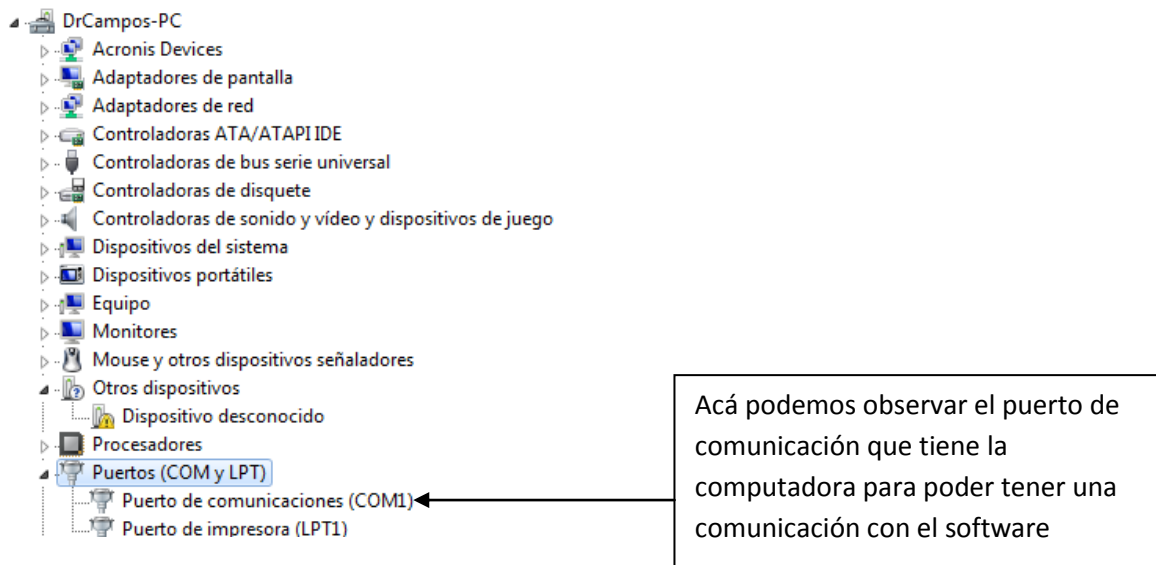 DrCampos-PC
Acronis Devices
Adaptadores de pantalla
Adaptadores de red
Controladoras ATA/ATAPI IDE
Controladoras de bus serie universal
Controladoras de disquete
Controladoras de sonido y vídeo y dispositivos de juego
Dispositivos del sistema
Dispositivos portátiles
Equipo
Monitores
Mouse y otros dispositivos señaladores
Otros dispositivos
Dispositivo desconocido
Procesadores
Puertos (COM y LPT)
Puerto de comunicaciones (COM1)
Puerto de impresora (LPT1)
Acá podemos observar el puerto de
comunicación que tiene la
computadora para poder tener una
comunicación con el software